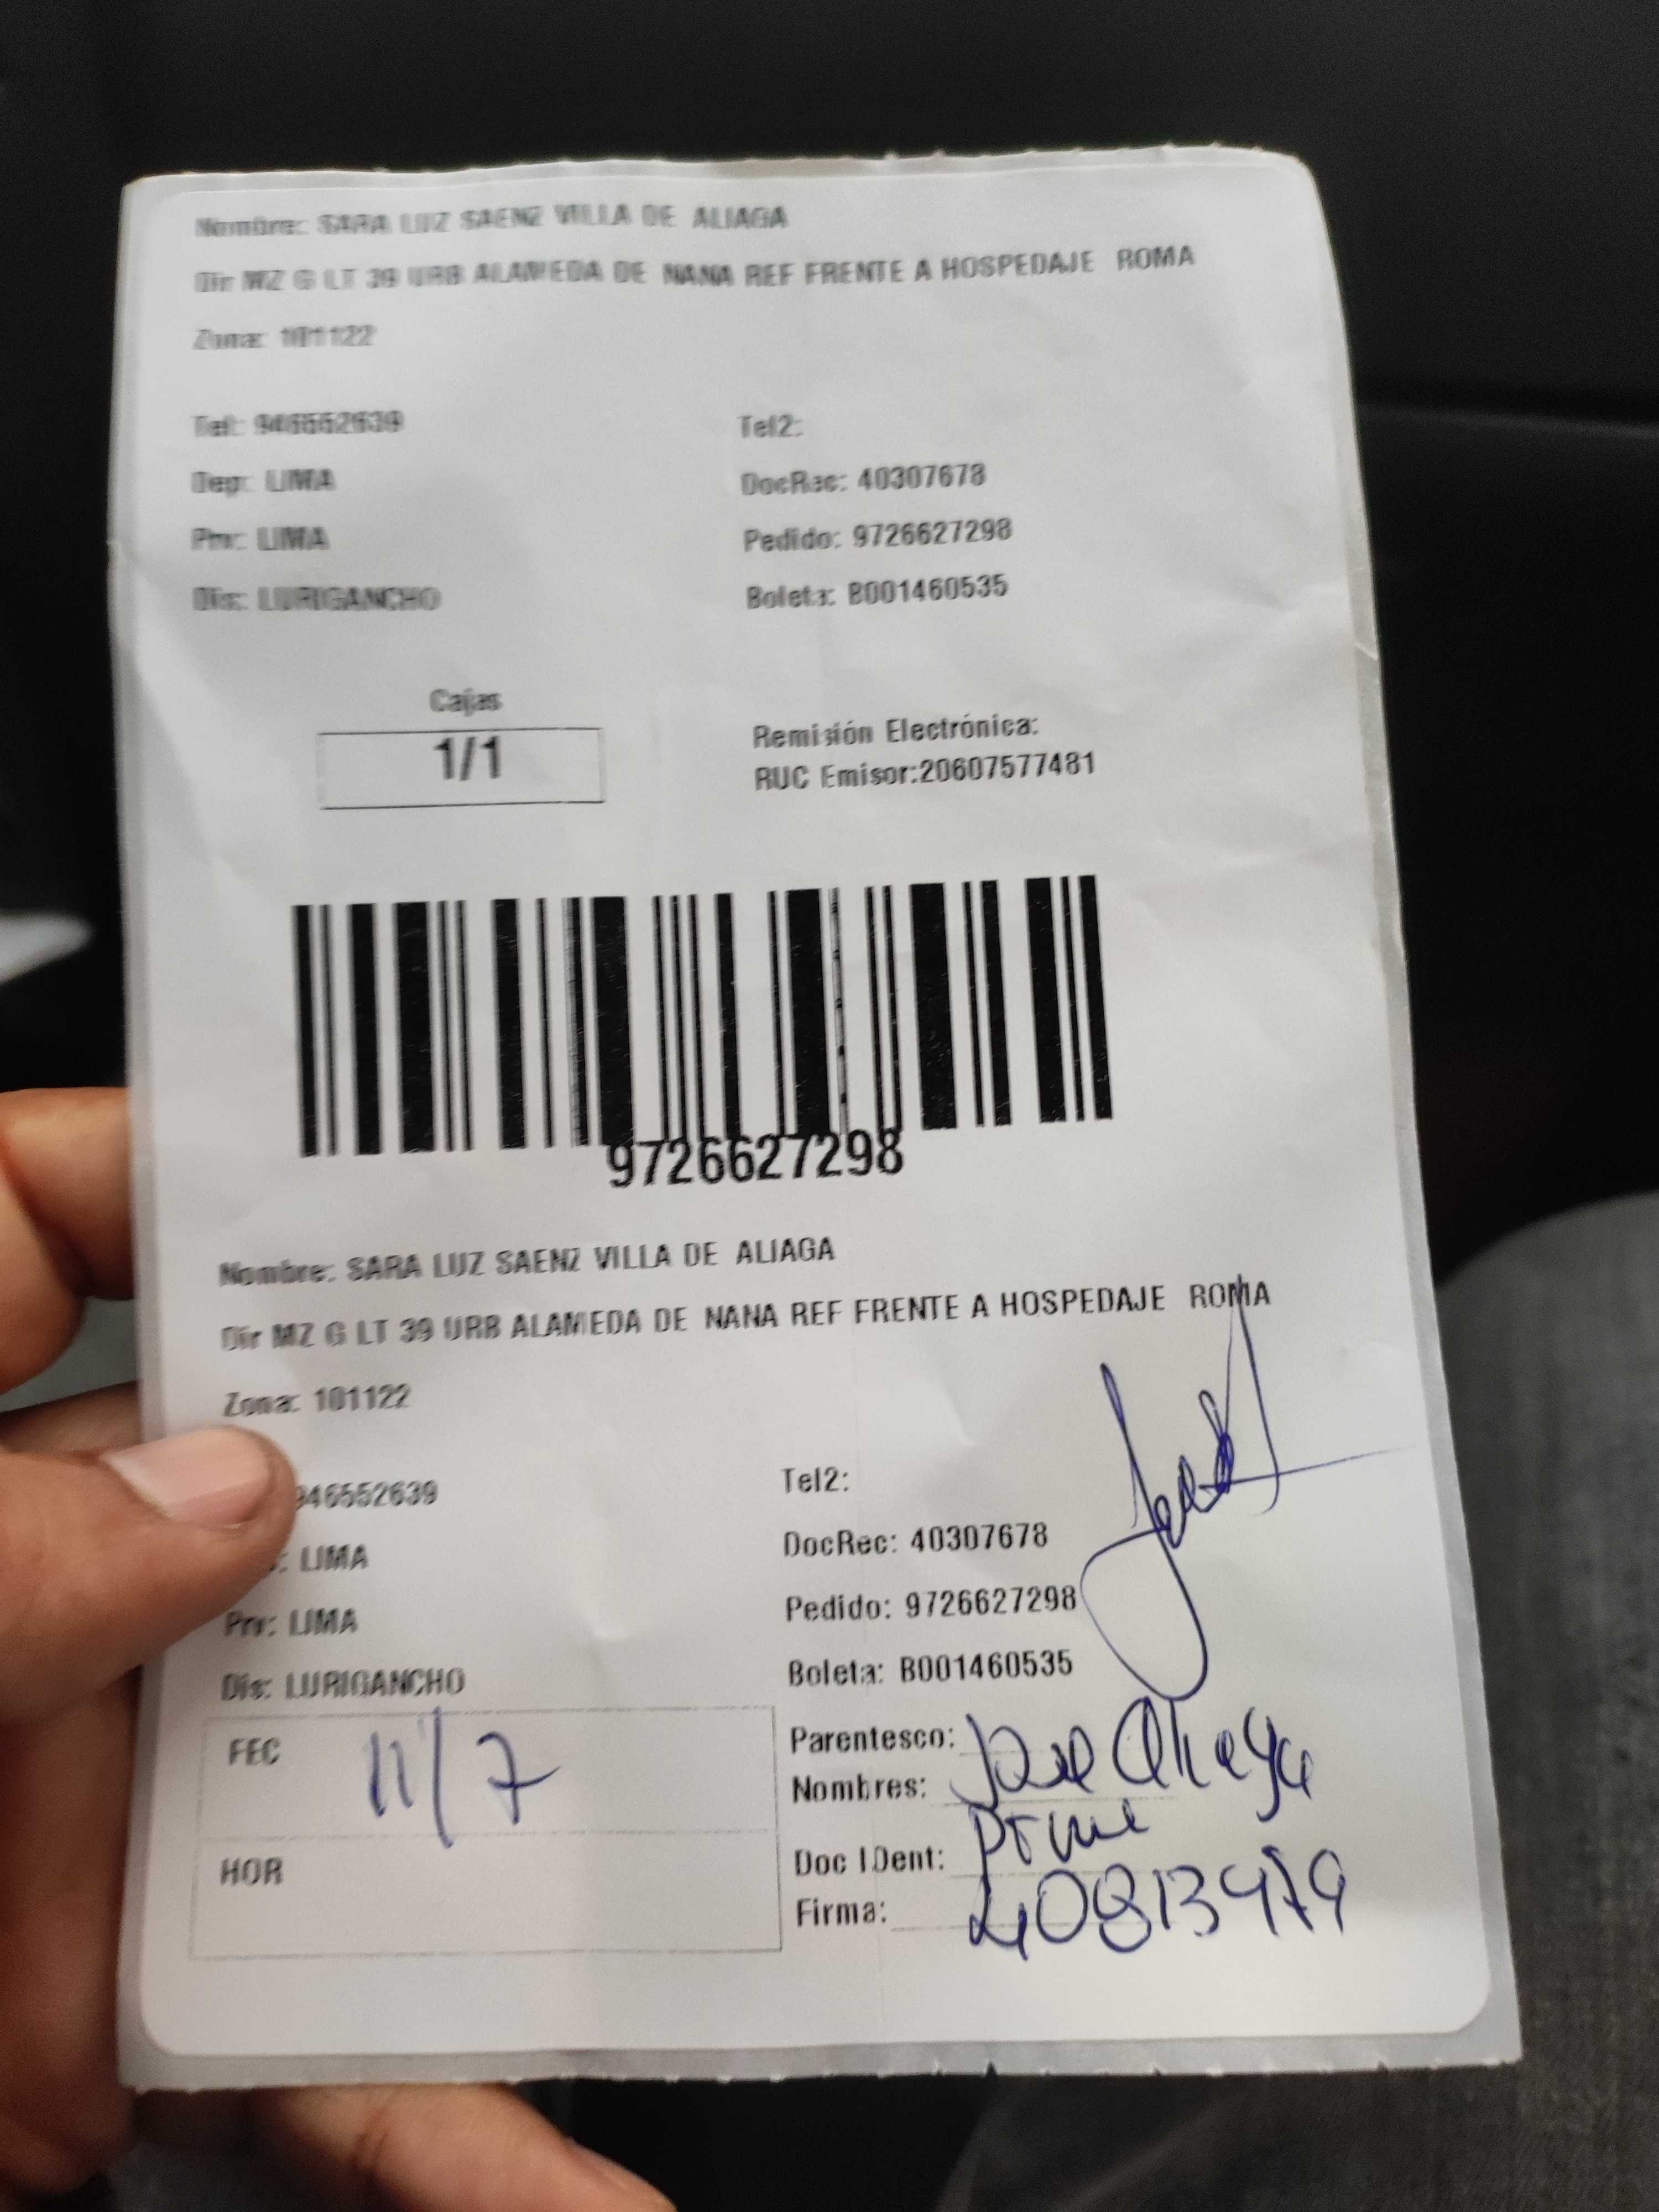 Nombre: SARA LUZ SAENZ VILLA DE ALIAGA
Dir MZ G LT 39 URB ALAMEDA DE NANA REF FRENTE A HOSPEDAJE ROMA
Zona: 101122
Tel: 946552639
Tel2:
Dep: LIMA
DocRec: 40307678
Prv: LIMA
Pedido: 9726627298
Dis: LURIGANCHO
Boleta: B001460535
Cajas
1/1
Remisión Electrónica:
RUC Emisor:20607577481
9726627298
Nombre: SARA LUZ SAENZ VILLA DE ALIAGA
Dir MZ G LT 39 URB ALAMEDA DE NANA REF FRENTE A HOSPEDAJE ROMA
Zona: 101122
946552639
Tel2:
: LIMA
DocRec: 40307678
Prv: LIMA
Pedido: 9726627298
Dis: LURIGANCHO
Boleta: B001460535
FEC 11/7
Parentesco:
Nombres: Jose Aliaga
HOR
Doc IDent:
Firma: